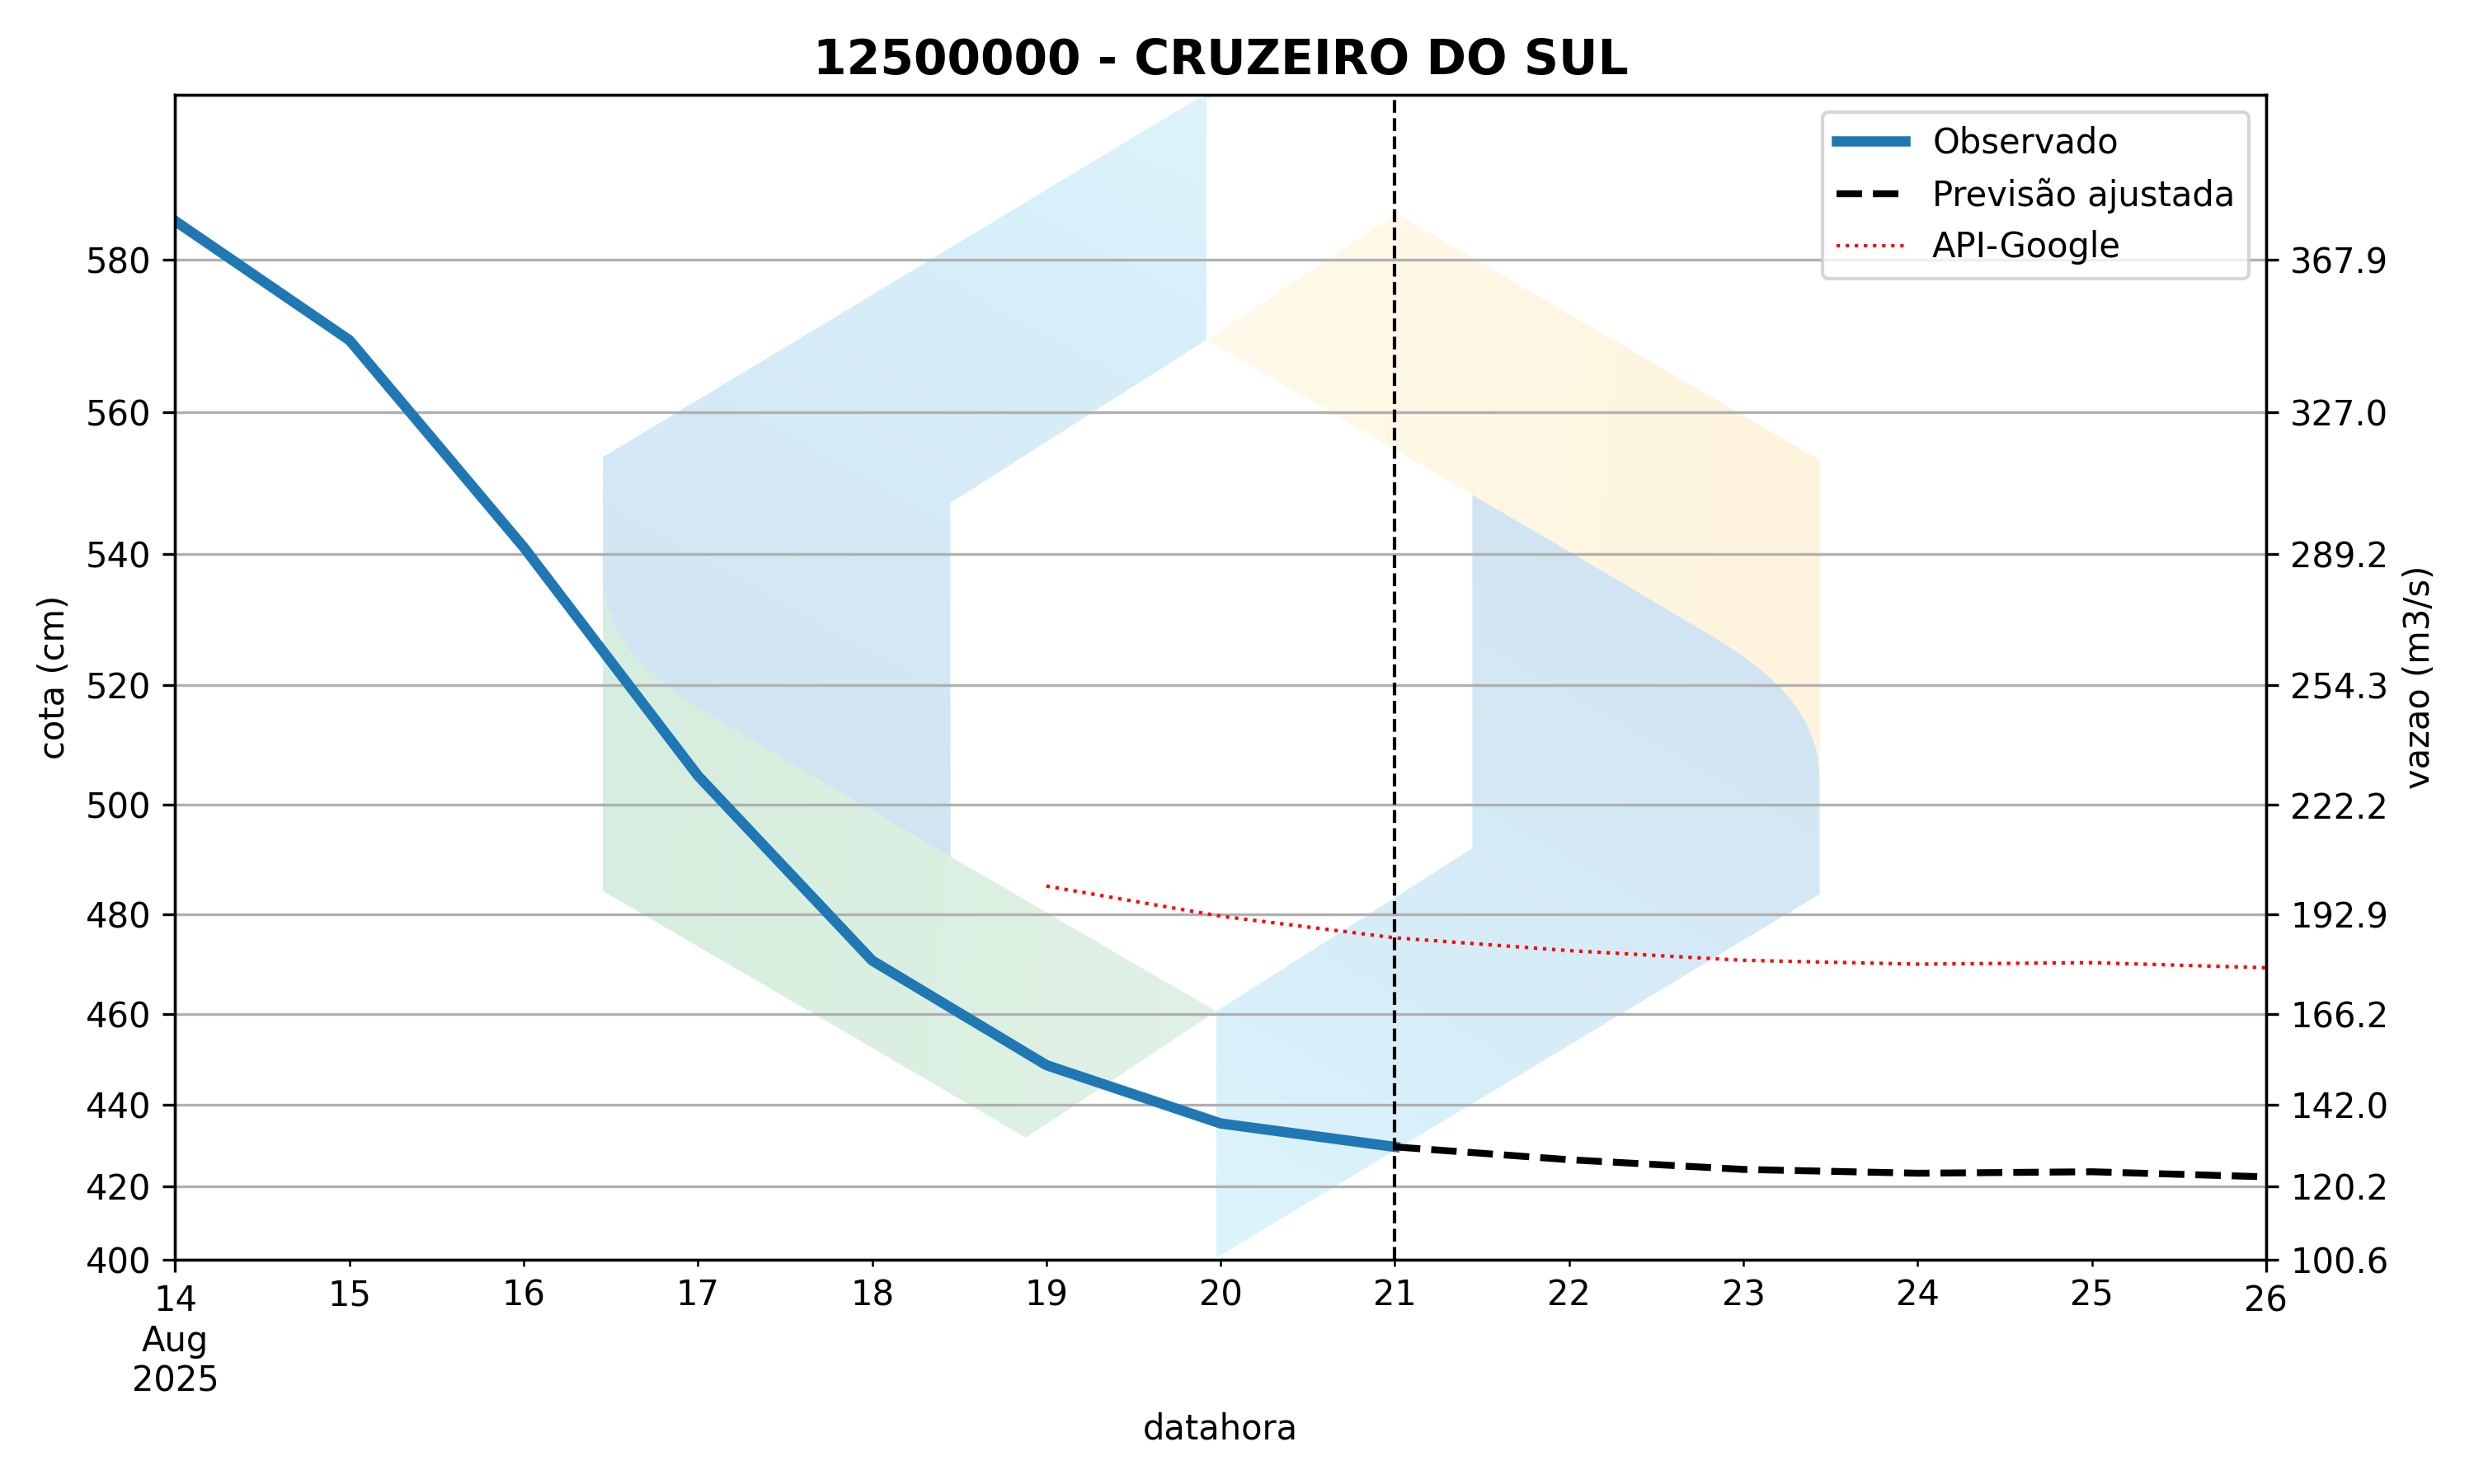 12500000 - CRUZEIRO DO SUL
Observado
Previsão ajustada
API-Google
cota (cm)
580
560
540
520
500
480
460
440
420
400
367.9
327.0
289.2
254.3
222.2
192.9
166.2
142.0
120.2
100.6
vazao (m3/s)
14 15 16 17 18 19 20 21 22 23 24 25 26
Aug
2025
datahora